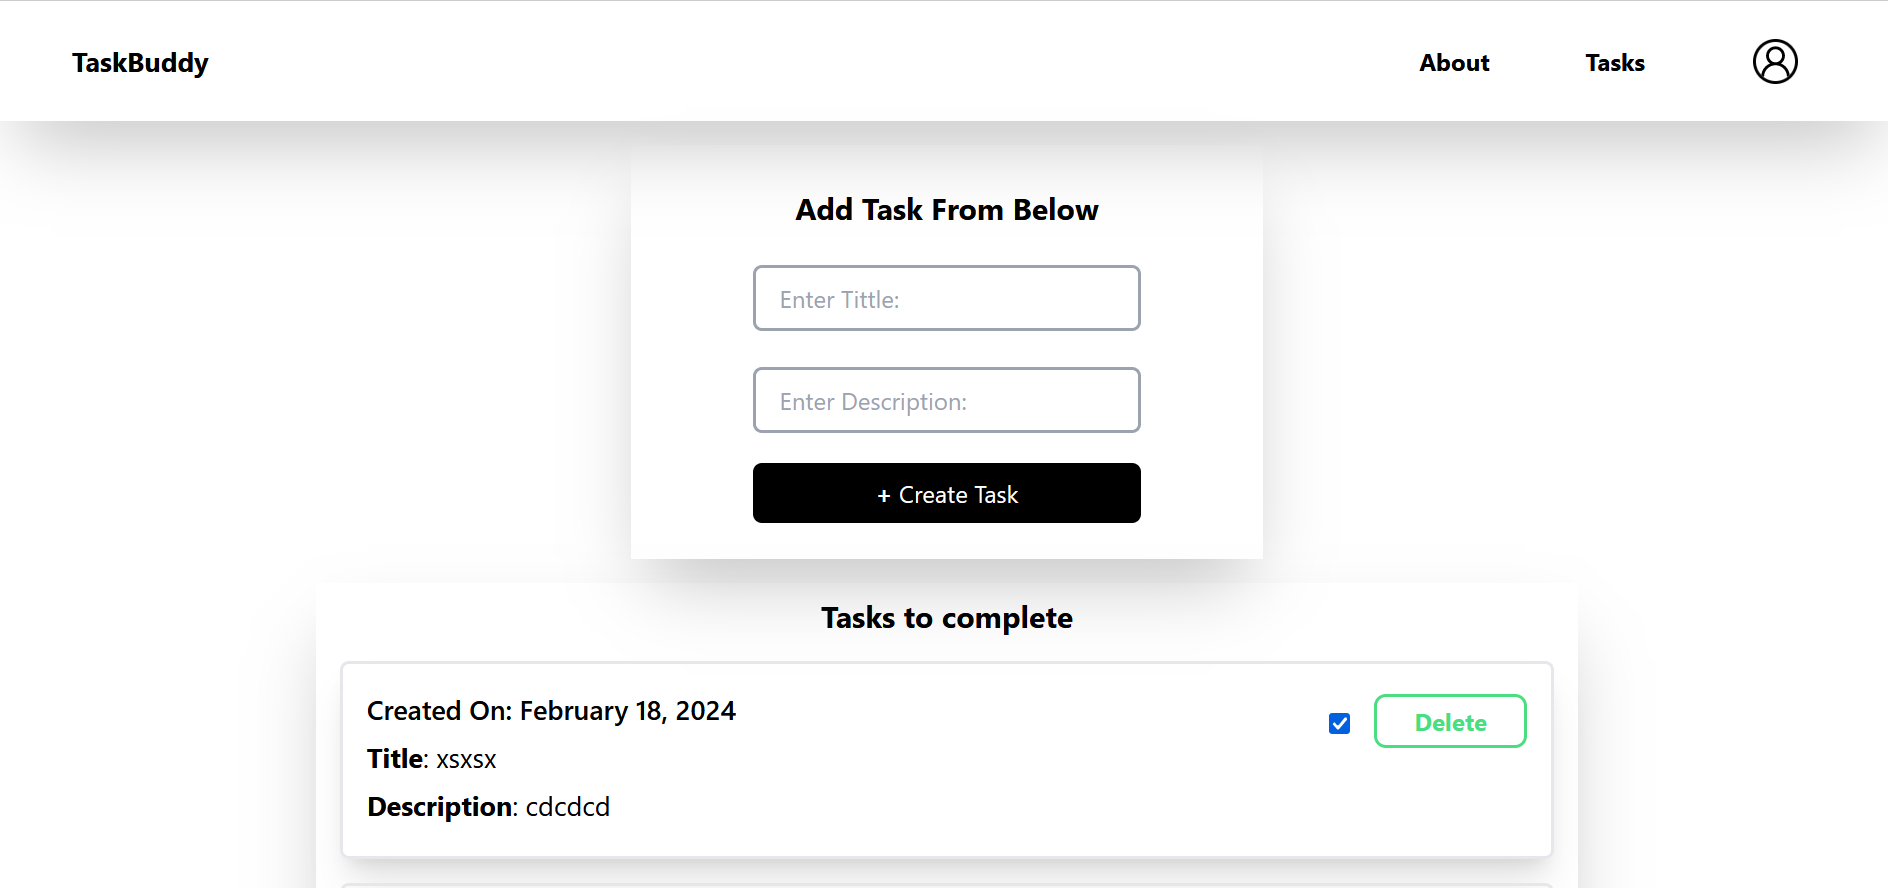 TaskBuddy About Tasks
Add Task From Below
Enter Tittle:
Enter Description:
+ Create Task
Tasks to complete
Created On: February 18, 2024
Delete
Title: xsxsx
Description: cdcdcd